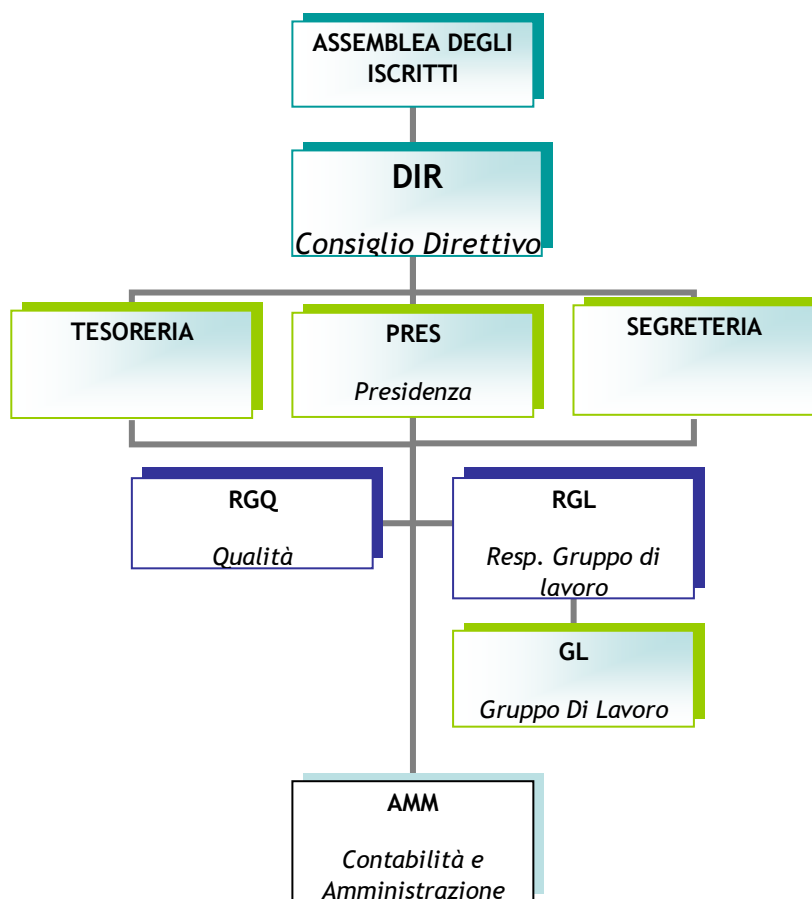 ASSEMBLEA DEGLI
ISCRITTI
DIR
Consiglio Direttivo
TESORERIA
PRES
Presidenza
SEGRETERIA
RGQ
Qualità
RGL
Resp. Gruppo di
lavoro
GL
Gruppo Di Lavoro
AMM
Contabilità e
Amministrazione